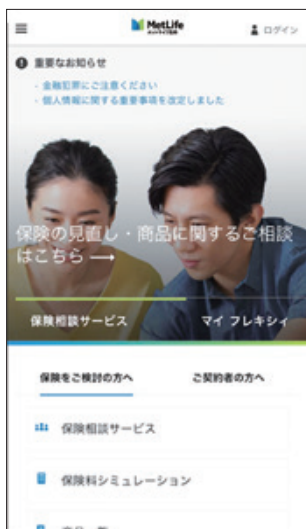 MetLife
メットライフ生命
ログイン
重要なお知らせ
・金融犯罪にご注意ください
・個人情報に関する重要事項を改定しました
保険の見直し・商品に関するご相談
はこちら →
保険相談サービス
マイ フレキシィ
保険をご検討の方へ
ご契約者の方へ
保険相談サービス
保険料シミュレーション